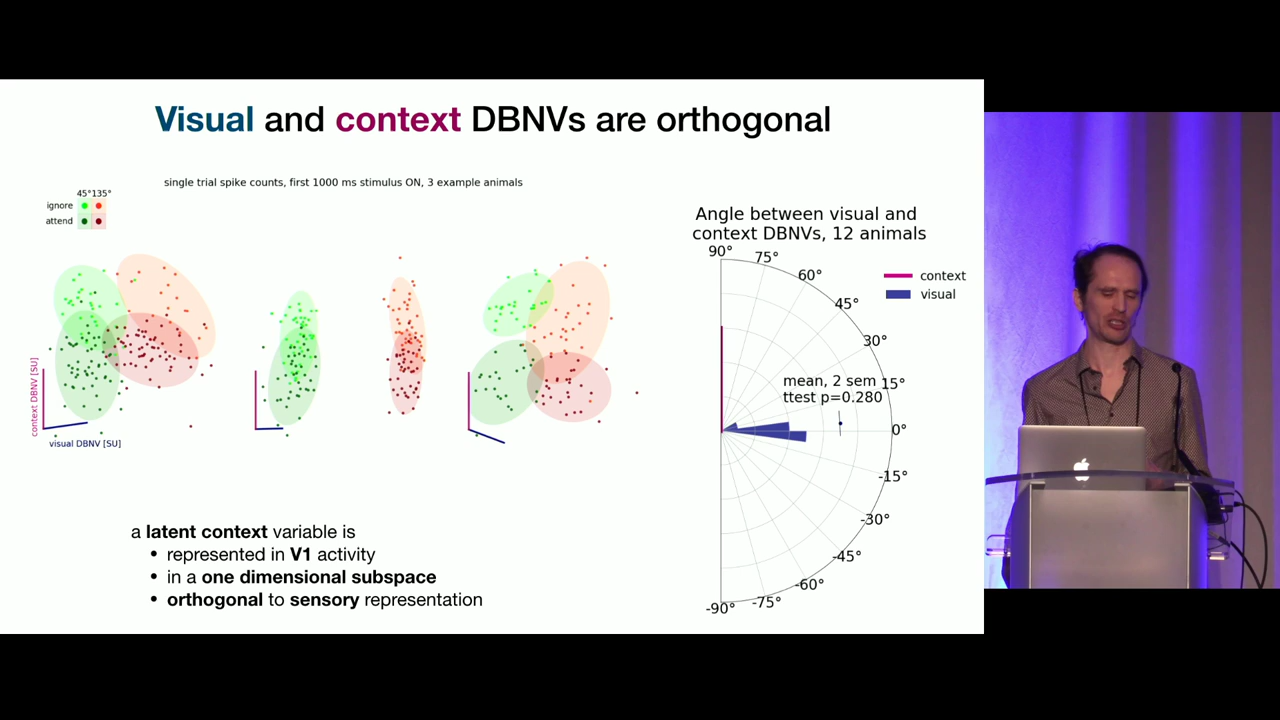 Visual and context DBNVs are orthogonal
single trial spike counts, first 1000 ms stimulus ON, 3 example animals
45° 135°
ignore
attend
context DBNV [SU]
visual DBNV [SU]
Angle between visual and
context DBNVs, 12 animals
90°
75°
60°
45°
30°
15°
0°
-15°
-30°
-45°
-60°
-75°
-90°
context
visual
mean, 2 sem
ttest p=0.280
a latent context variable is
• represented in V1 activity
• in a one dimensional subspace
• orthogonal to sensory representation